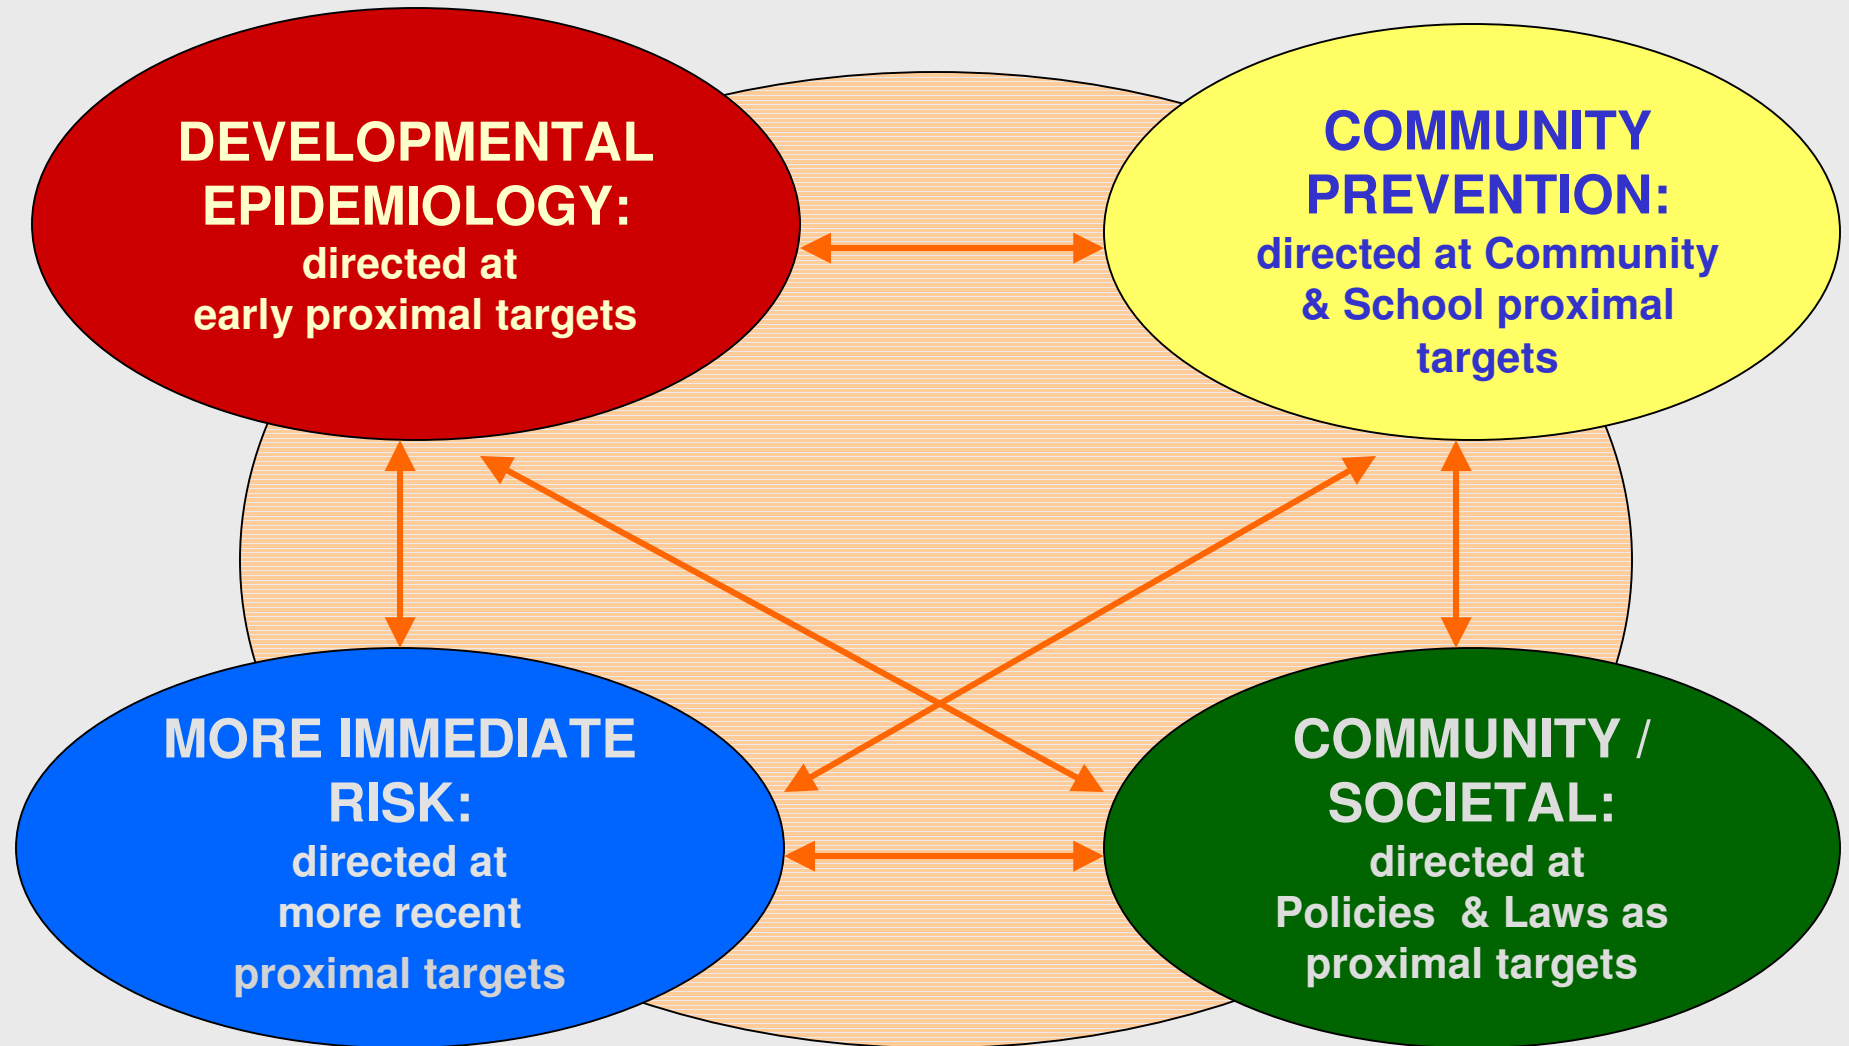 DEVELOPMENTAL
EPIDEMIOLOGY:
directed at
early proximal targets
COMMUNITY
PREVENTION:
directed at Community
& School proximal
targets
MORE IMMEDIATE
RISK:
directed at
more recent
proximal targets
COMMUNITY /
SOCIETAL:
directed at
Policies & Laws as
proximal targets